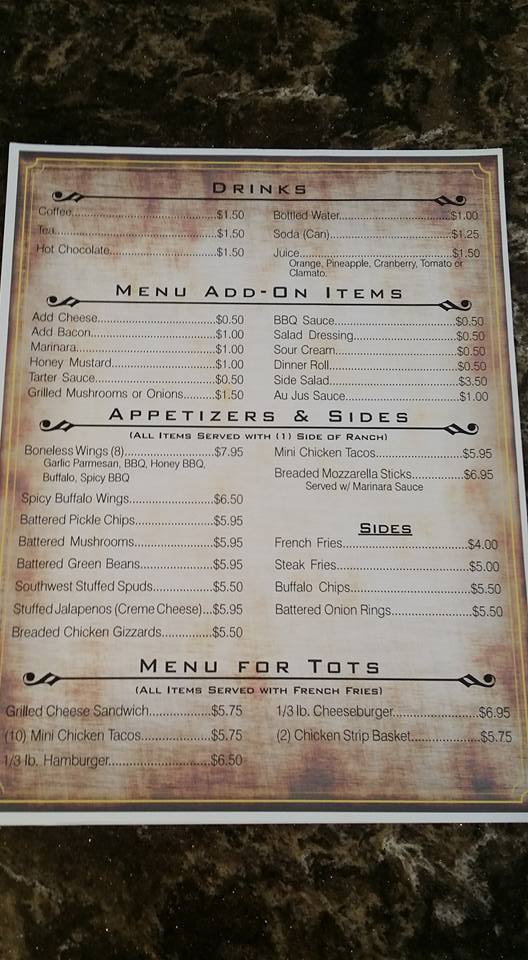 Drinks
Coffee........$1.50
Tea........$1.50
Hot Chocolate........$1.50
Bottled Water........$1.00
Soda (Can)........$1.25
Juice........$1.50
Orange, Pineapple, Cranberry, Tomato or
Clamato.
Menu Add-On Items
Add Cheese........$0.50
Add Bacon........$1.00
Marinara........$1.00
Honey Mustard........$1.00
Tarter Sauce........$0.50
Grilled Mushrooms or Onions........$1.50
BBQ Sauce........$0.50
Salad Dressing........$0.50
Sour Cream........$0.50
Dinner Roll........$0.50
Side Salad........$3.50
Au Jus Sauce........$1.00
Appetizers & Sides
(All Items Served with (1) Side of Ranch)
Boneless Wings (8)........$7.95
Garlic Parmesan, BBQ, Honey BBQ,
Buffalo, Spicy BBQ
Spicy Buffalo Wings........$6.50
Battered Pickle Chips........$5.95
Battered Mushrooms........$5.95
Battered Green Beans........$5.95
Southwest Stuffed Spuds........$5.50
Stuffed Jalapenos (Creme Cheese)...$5.95
Breaded Chicken Gizzards........$5.50
Mini Chicken Tacos........$5.95
Breaded Mozzarella Sticks........$6.95
Served w/ Marinara Sauce
Sides
French Fries........$4.00
Steak Fries........$5.00
Buffalo Chips........$5.50
Battered Onion Rings........$5.50
Menu for Tots
(All Items Served with French Fries)
Grilled Cheese Sandwich........$5.75
(10) Mini Chicken Tacos........$5.75
1/3 lb. Hamburger........$6.50
1/3 lb. Cheeseburger........$6.95
(2) Chicken Strip Basket........$5.75